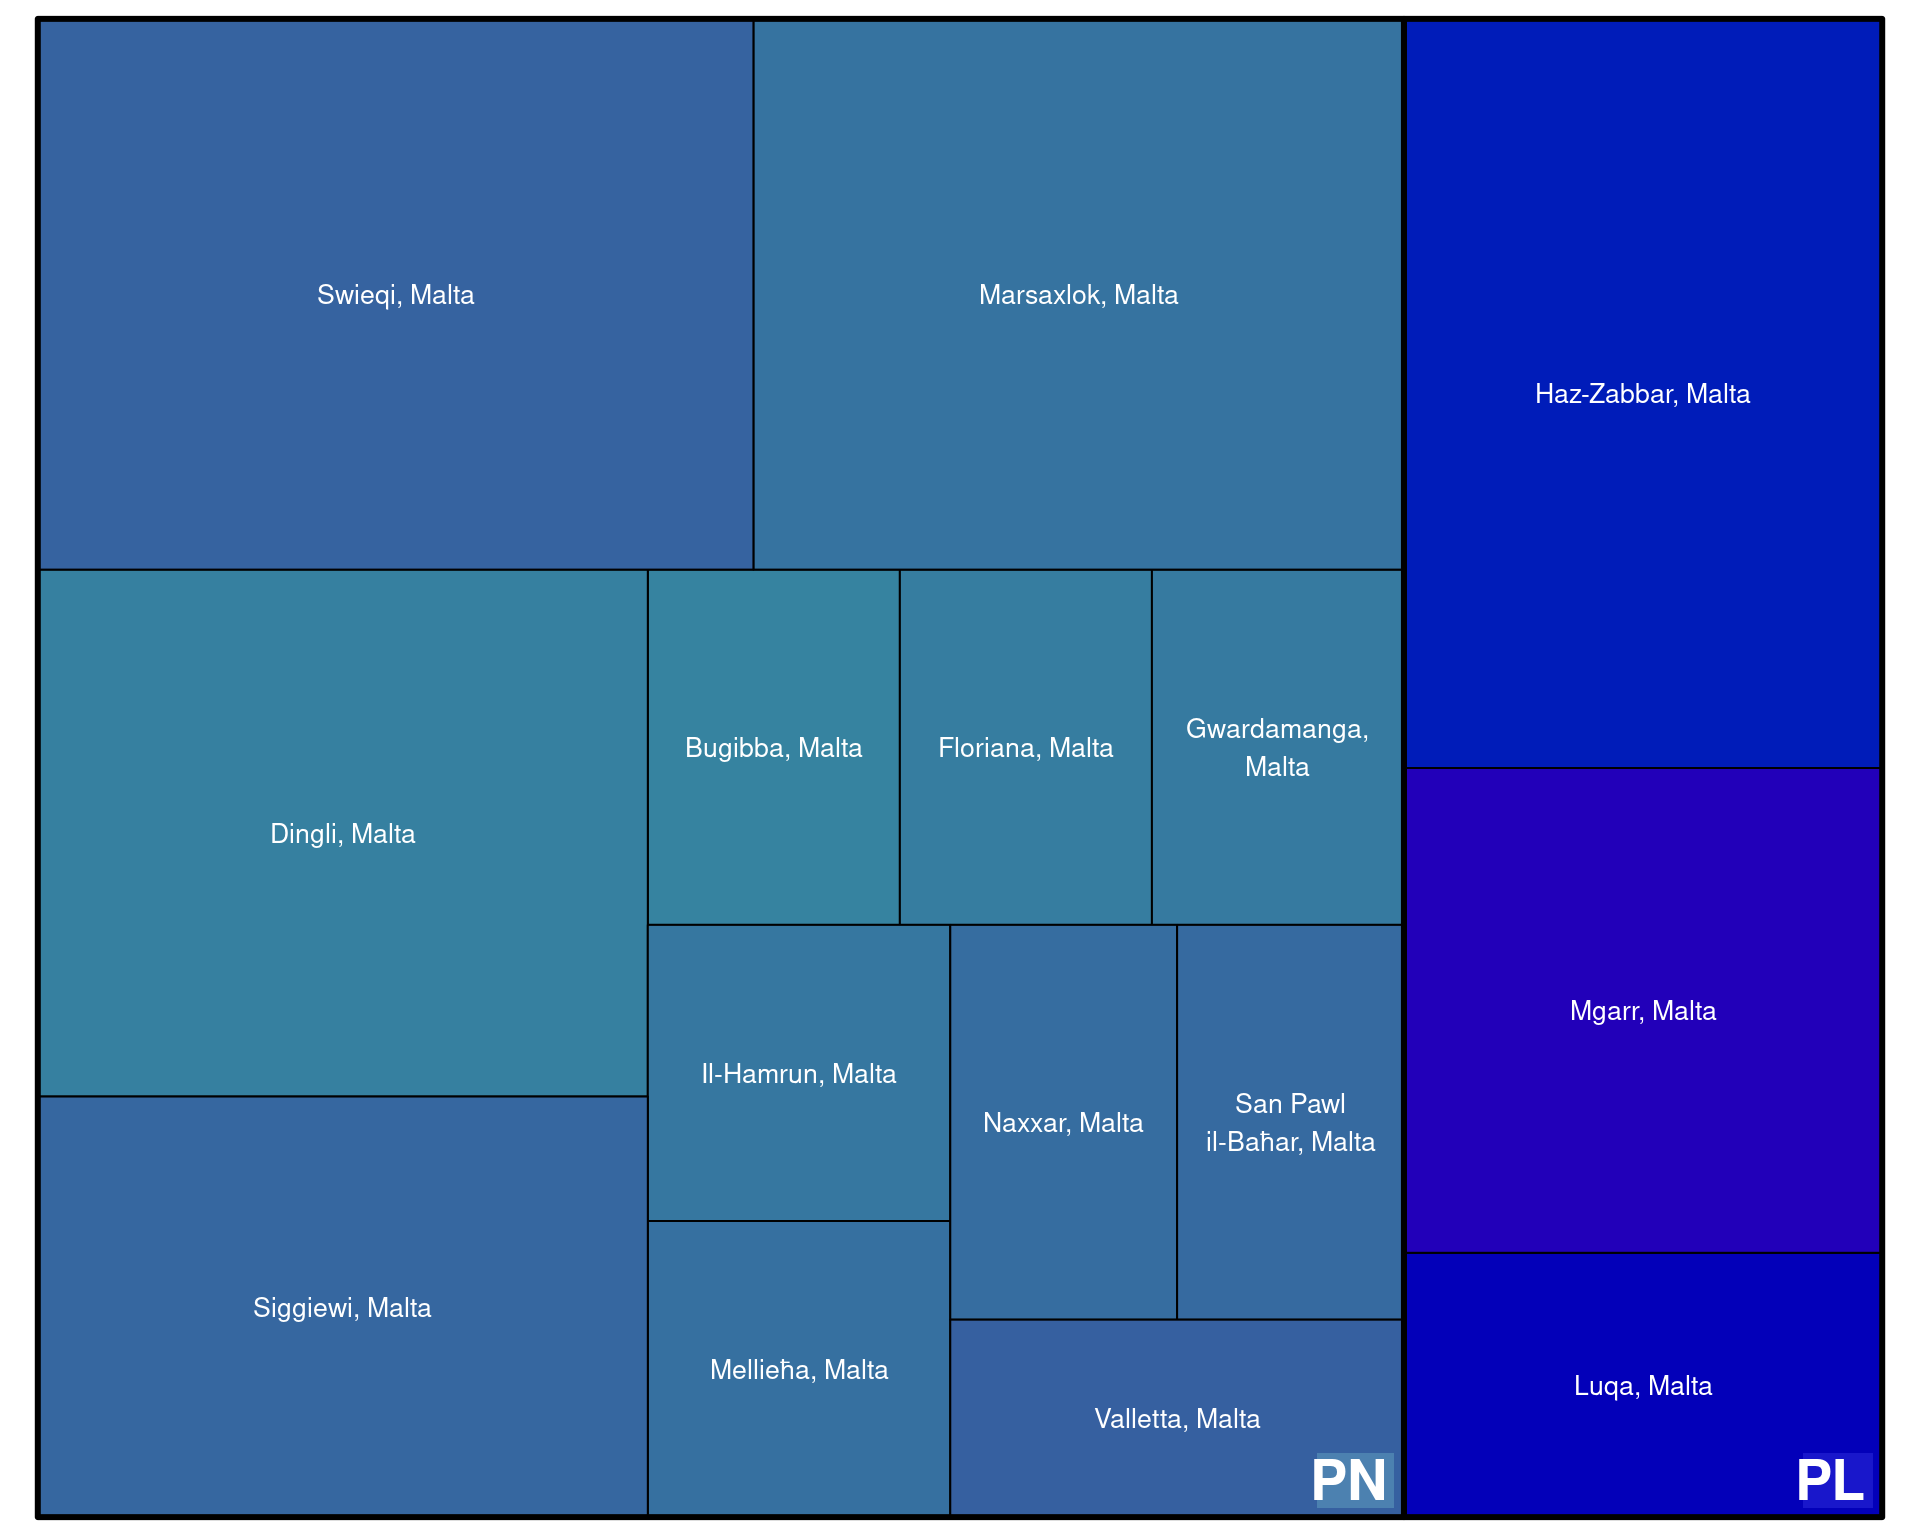 Swieqi, Malta
Marsaxlok, Malta
Haz-Zabbar, Malta
Dingli, Malta
Bugibba, Malta
Floriana, Malta
Gwardamanga,
Malta
Mgarr, Malta
Il-Hamrun, Malta
Naxxar, Malta
San Pawl
il-Baħar, Malta
Siggiewi, Malta
Mellieħa, Malta
Valletta, Malta
Luqa, Malta
PN
PL